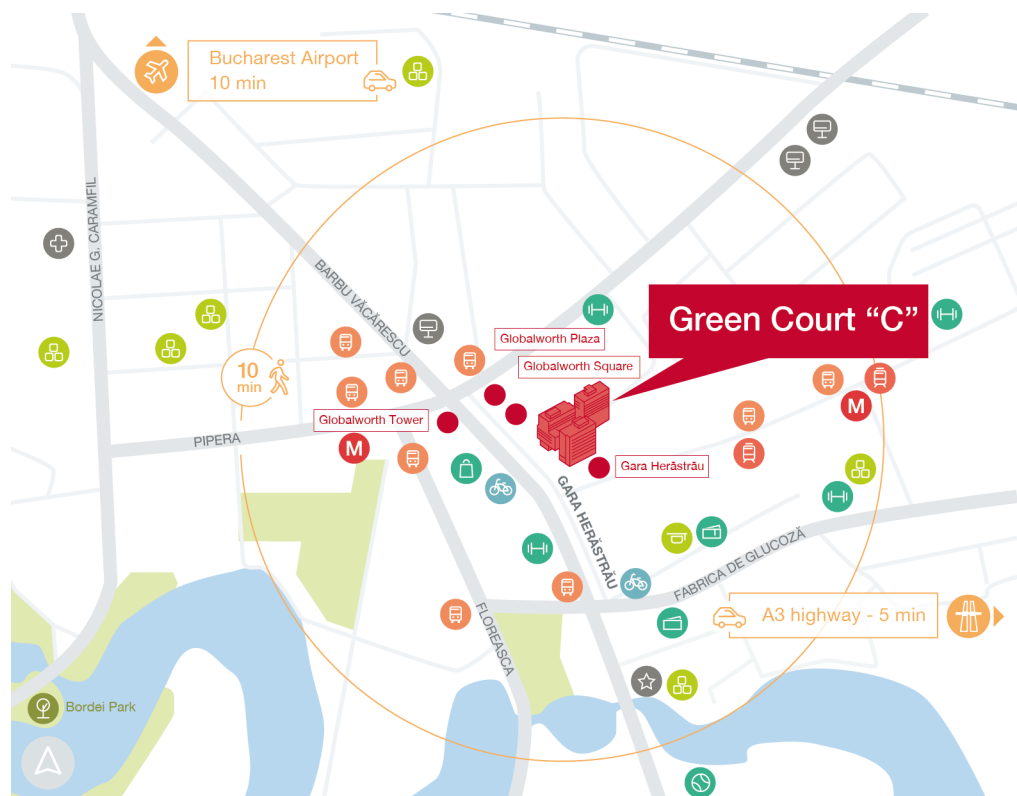 Bucharest Airport
10 min
NICOLAE G. CARAMFIL
BARBU VĂCĂRESCU
Green Court “C”
Globalworth Plaza
Globalworth Square
10
min
Globalworth Tower
M
PIPERA
M
Gara Herăstrău
GARA HERĂSTRĂU
FABRICA DE GLUCOZĂ
FLOREASCA
A3 highway - 5 min
Bordei Park